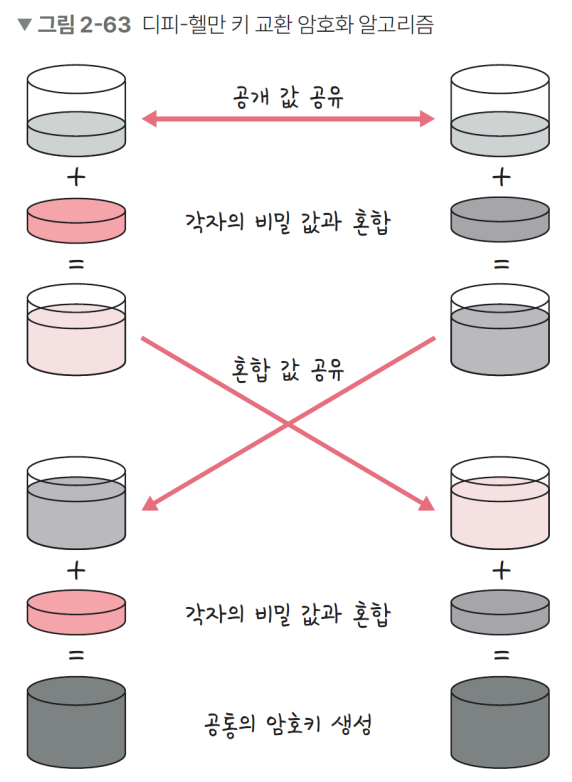 ▼ 그림 2-63 디피-헬만 키 교환 암호화 알고리즘
공개 값 공유
+
+
각자의 비밀 값과 혼합
=
=
혼합 값 공유
+
+
각자의 비밀 값과 혼합
=
=
공통의 암호키 생성